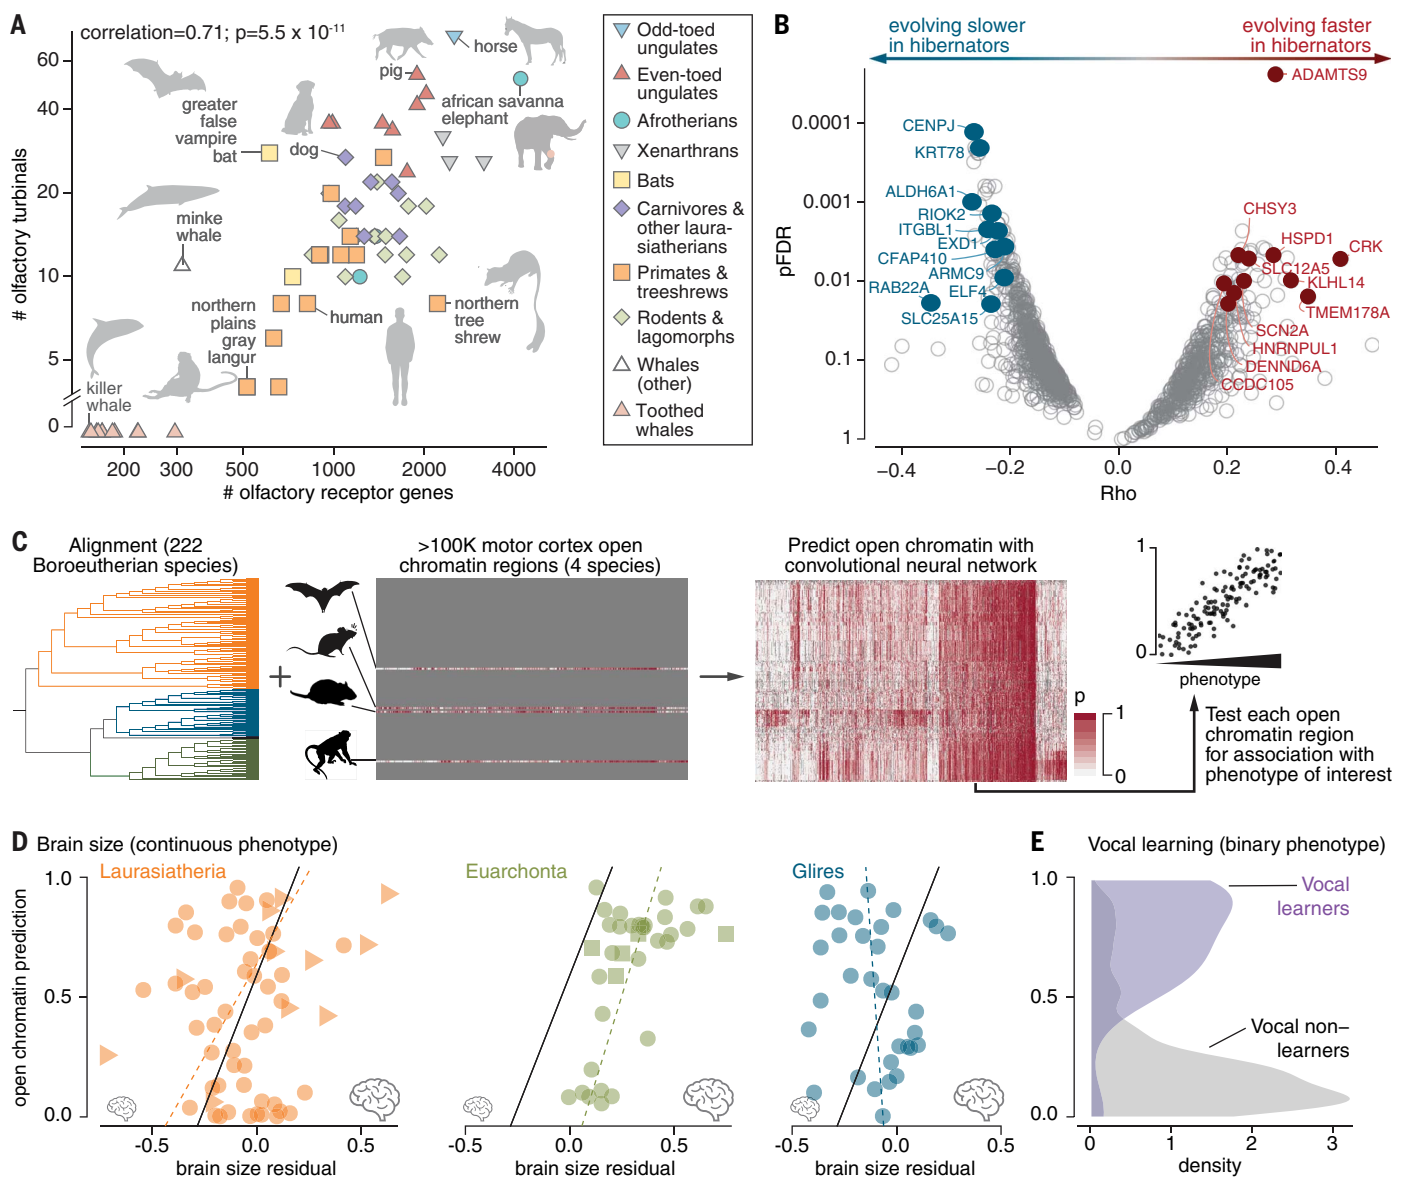 A
correlation=0.71; p=5.5 x 10-11
# olfactory turbinals
60
40
20
10
5
0
200
300
500
1000
2000
4000
# olfactory receptor genes
horse
pig
african savanna
elephant
greater
false
vampire
bat
dog
minke
whale
northern
plains
gray
langur
human
northern
tree
shrew
killer
whale
Odd-toed
ungulates
Even-toed
ungulates
Afrotherians
Xenarthrans
Bats
Carnivores &
other laura-
siatherians
Primates &
treeshrews
Rodents &
lagomorphs
Whales
(other)
Toothed
whales
B
evolving slower
in hibernators
evolving faster
in hibernators
pFDR
0.0001
0.001
0.01
0.1
1
−0.4
−0.2
0.0
0.2
0.4
Rho
ADAMTS9
CENPJ
KRT78
ALDH6A1
RIOK2
ITGBL1
EXD1
CFAP410
ARMC9
RAB22A
ELF4
SLC25A15
CHSY3
HSPD1
CRK
SLC12A5
KLHL14
TMEM178A
SCN2A
HNRNPUL1
DENND6A
CCDC105
C
Alignment (222
Boroeutherian species)
>100K motor cortex open
chromatin regions (4 species)
Predict open chromatin with
convolutional neural network
p
1
0
1
0
phenotype
Test each open
chromatin region
for association with
phenotype of interest
D
Brain size (continuous phenotype)
open chromatin prediction
1.0
0.5
0.0
Laurasiatheria
-0.5
0.0
0.5
brain size residual
Euarchonta
-0.5
0.0
0.5
brain size residual
Glires
-0.5
0.0
0.5
brain size residual
E
Vocal learning (binary phenotype)
1.0
0.5
0.0
Vocal
learners
Vocal non–
learners
0
1
2
3
density